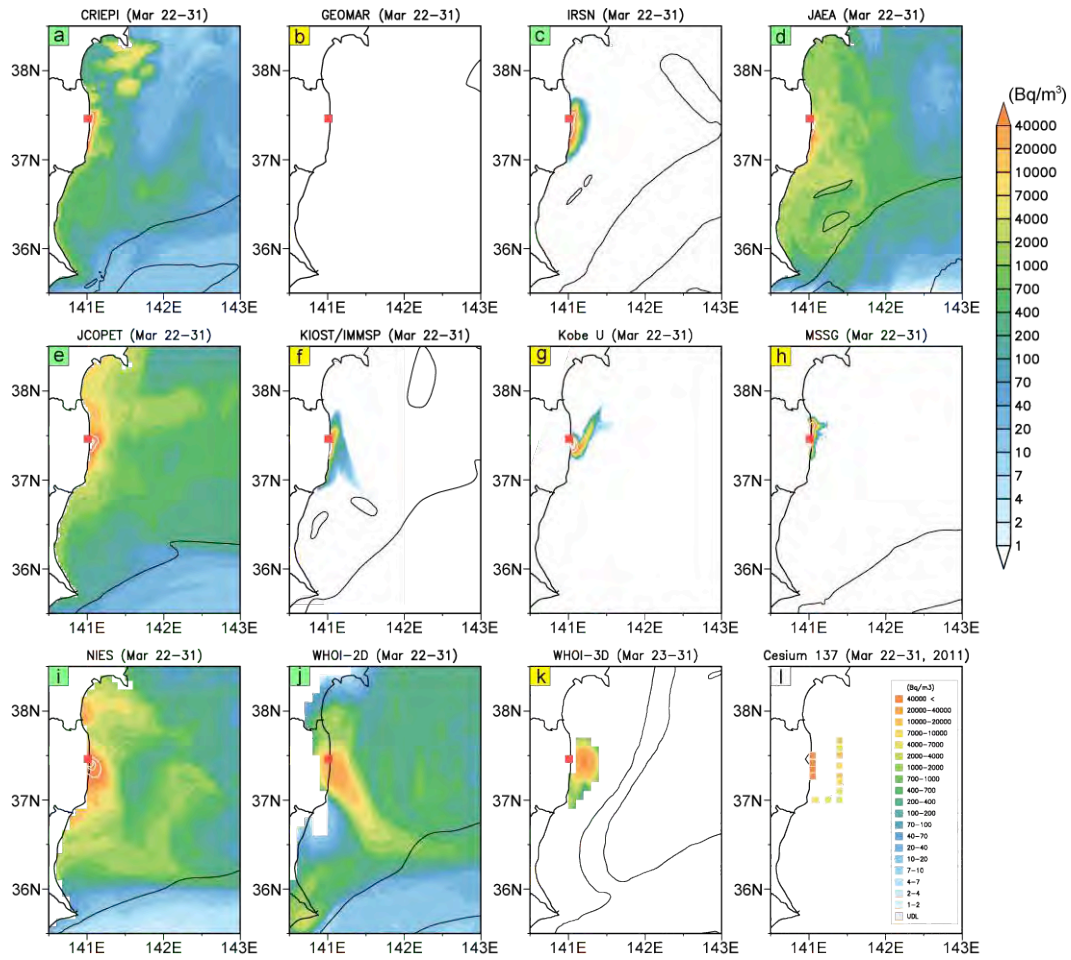 CRIEPI (Mar 22-31)
GEOMAR (Mar 22-31)
IRSN (Mar 22-31)
JAEA (Mar 22-31)
a
b
c
d
38N
37N
36N
141E 142E 143E
38N
37N
36N
141E 142E 143E
38N
37N
36N
141E 142E 143E
38N
37N
36N
141E 142E 143E
(Bq/m³)
40000
20000
10000
7000
4000
2000
1000
700
400
200
100
70
40
20
10
7
4
2
1
JCOPET (Mar 22-31)
KIOST/IMMSP (Mar 22-31)
Kobe U (Mar 22-31)
MSSG (Mar 22-31)
e
f
g
h
38N
37N
36N
141E 142E 143E
38N
37N
36N
141E 142E 143E
38N
37N
36N
141E 142E 143E
38N
37N
36N
141E 142E 143E
NIES (Mar 22-31)
WHOI-2D (Mar 22-31)
WHOI-3D (Mar 23-31)
Cesium 137 (Mar 22-31, 2011)
i
j
k
l
38N
37N
36N
141E 142E 143E
38N
37N
36N
141E 142E 143E
38N
37N
36N
141E 142E 143E
38N
37N
36N
141E 142E 143E
(Bq/m3)
40000 <
20000-40000
10000-20000
7000-10000
4000-7000
2000-4000
1000-2000
700-1000
400-700
200-400
100-200
70-100
40-70
20-40
10-20
7-10
4-7
2-4
1-2
UDL